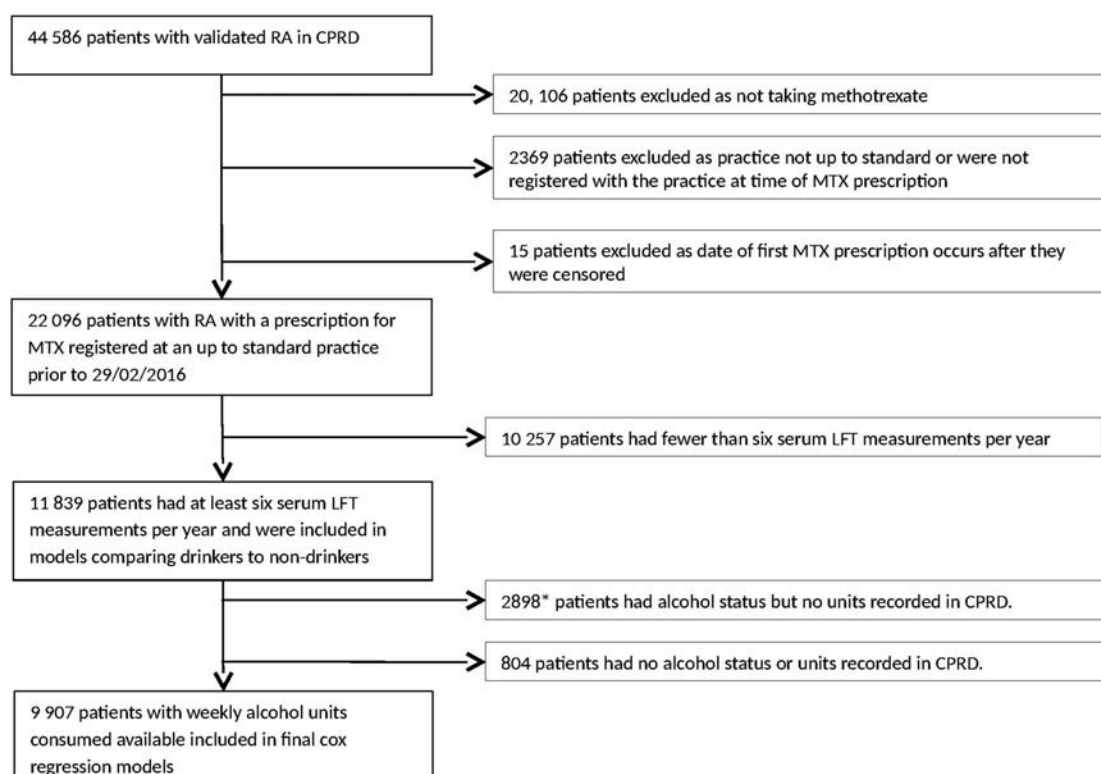 44 586 patients with validated RA in CPRD
20, 106 patients excluded as not taking methotrexate
2369 patients excluded as practice not up to standard or were not
registered with the practice at time of MTX prescription
15 patients excluded as date of first MTX prescription occurs after they
were censored
22 096 patients with RA with a prescription for
MTX registered at an up to standard practice
prior to 29/02/2016
10 257 patients had fewer than six serum LFT measurements per year
11 839 patients had at least six serum LFT
measurements per year and were included in
models comparing drinkers to non-drinkers
2898* patients had alcohol status but no units recorded in CPRD.
804 patients had no alcohol status or units recorded in CPRD.
9 907 patients with weekly alcohol units
consumed available included in final cox
regression models